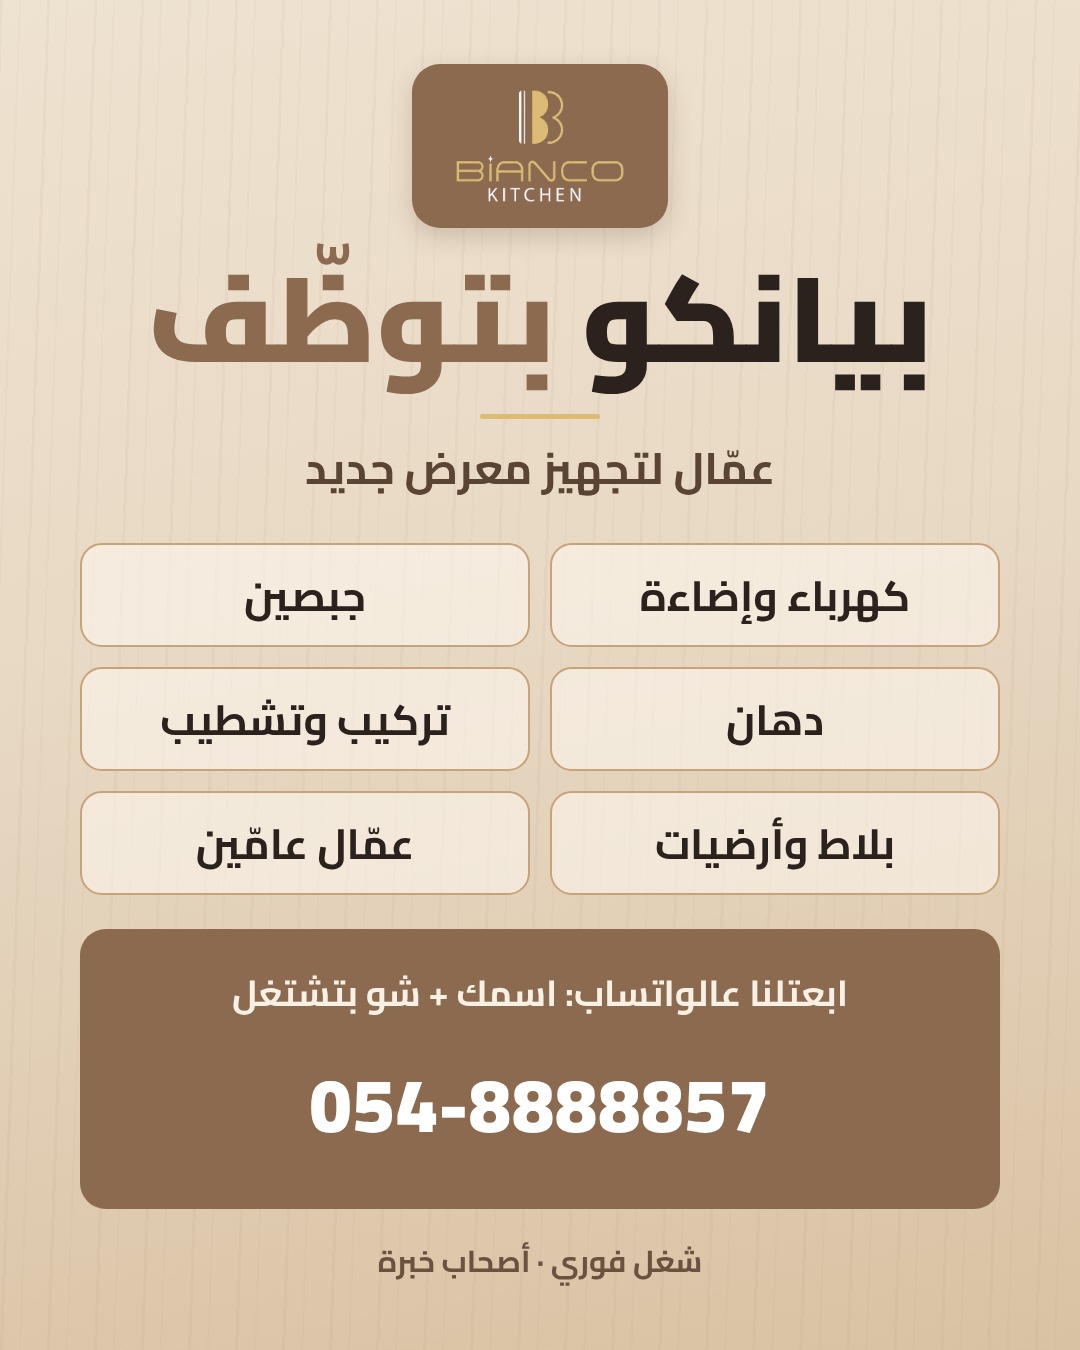 BiANCO
KITCHEN
بيانكو بتوظّف
عمّال لتجهيز معرض جديد
كهرباء وإضاءة
جبصين
دهان
تركيب وتشطيب
بلاط وأرضيات
عمّال عامّين
ابعتلنا عالواتساب: اسمك + شو بتشتغل
054-8888857
شغل فوري · أصحاب خبرة